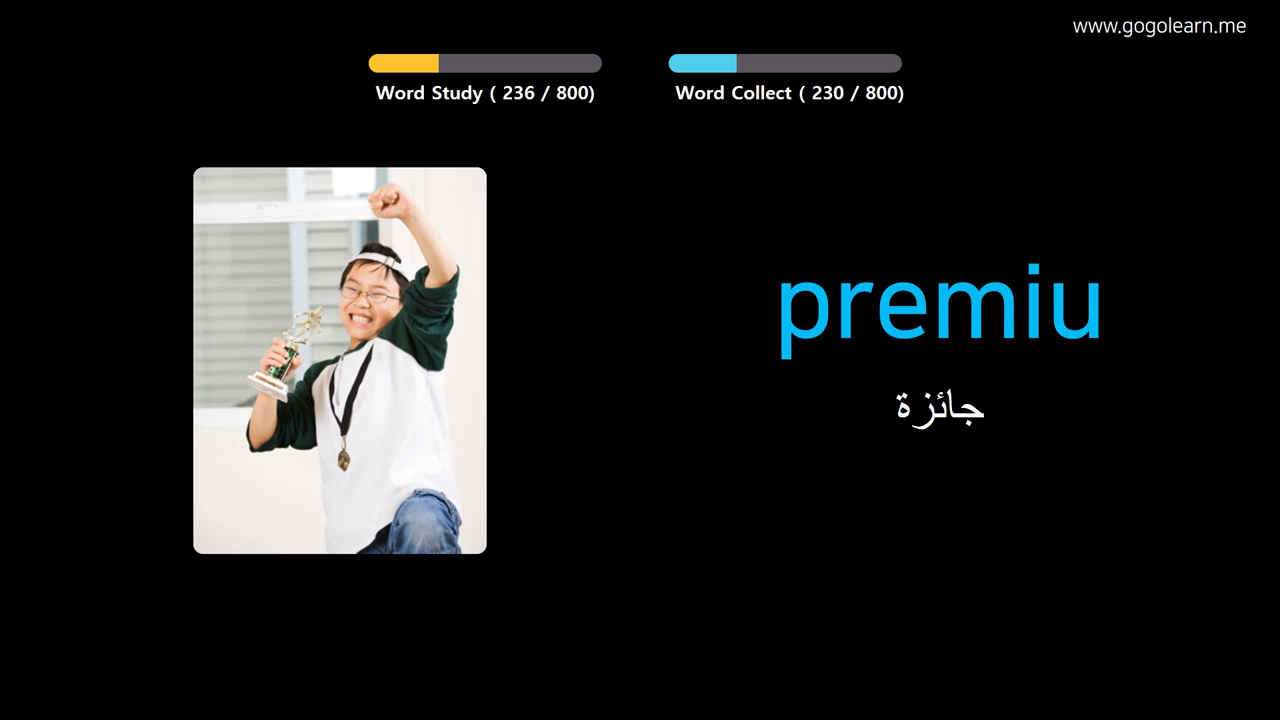 www.gogolearn.me
Word Study ( 236 / 800)
Word Collect ( 230 / 800)
premiu
جائزة